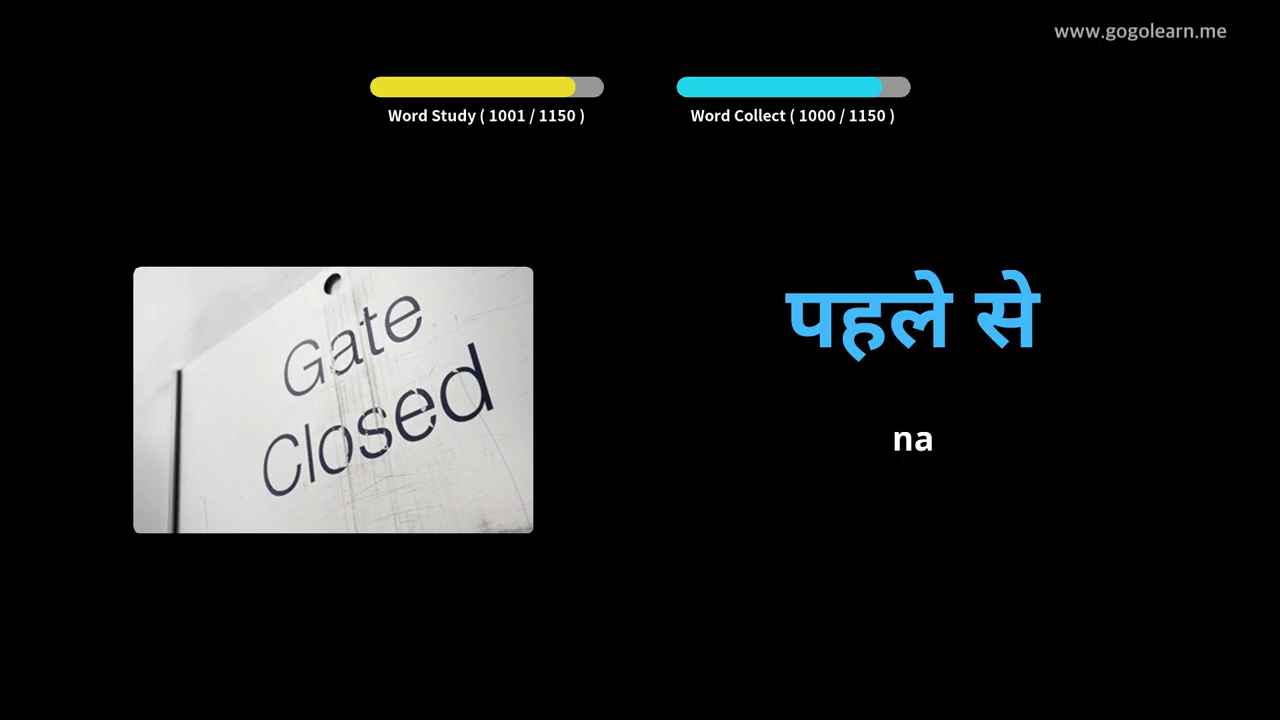 www.gogolearn.me
Word Study ( 1001 / 1150 )
Word Collect ( 1000 / 1150 )
Gate
Closed
पहले से
na